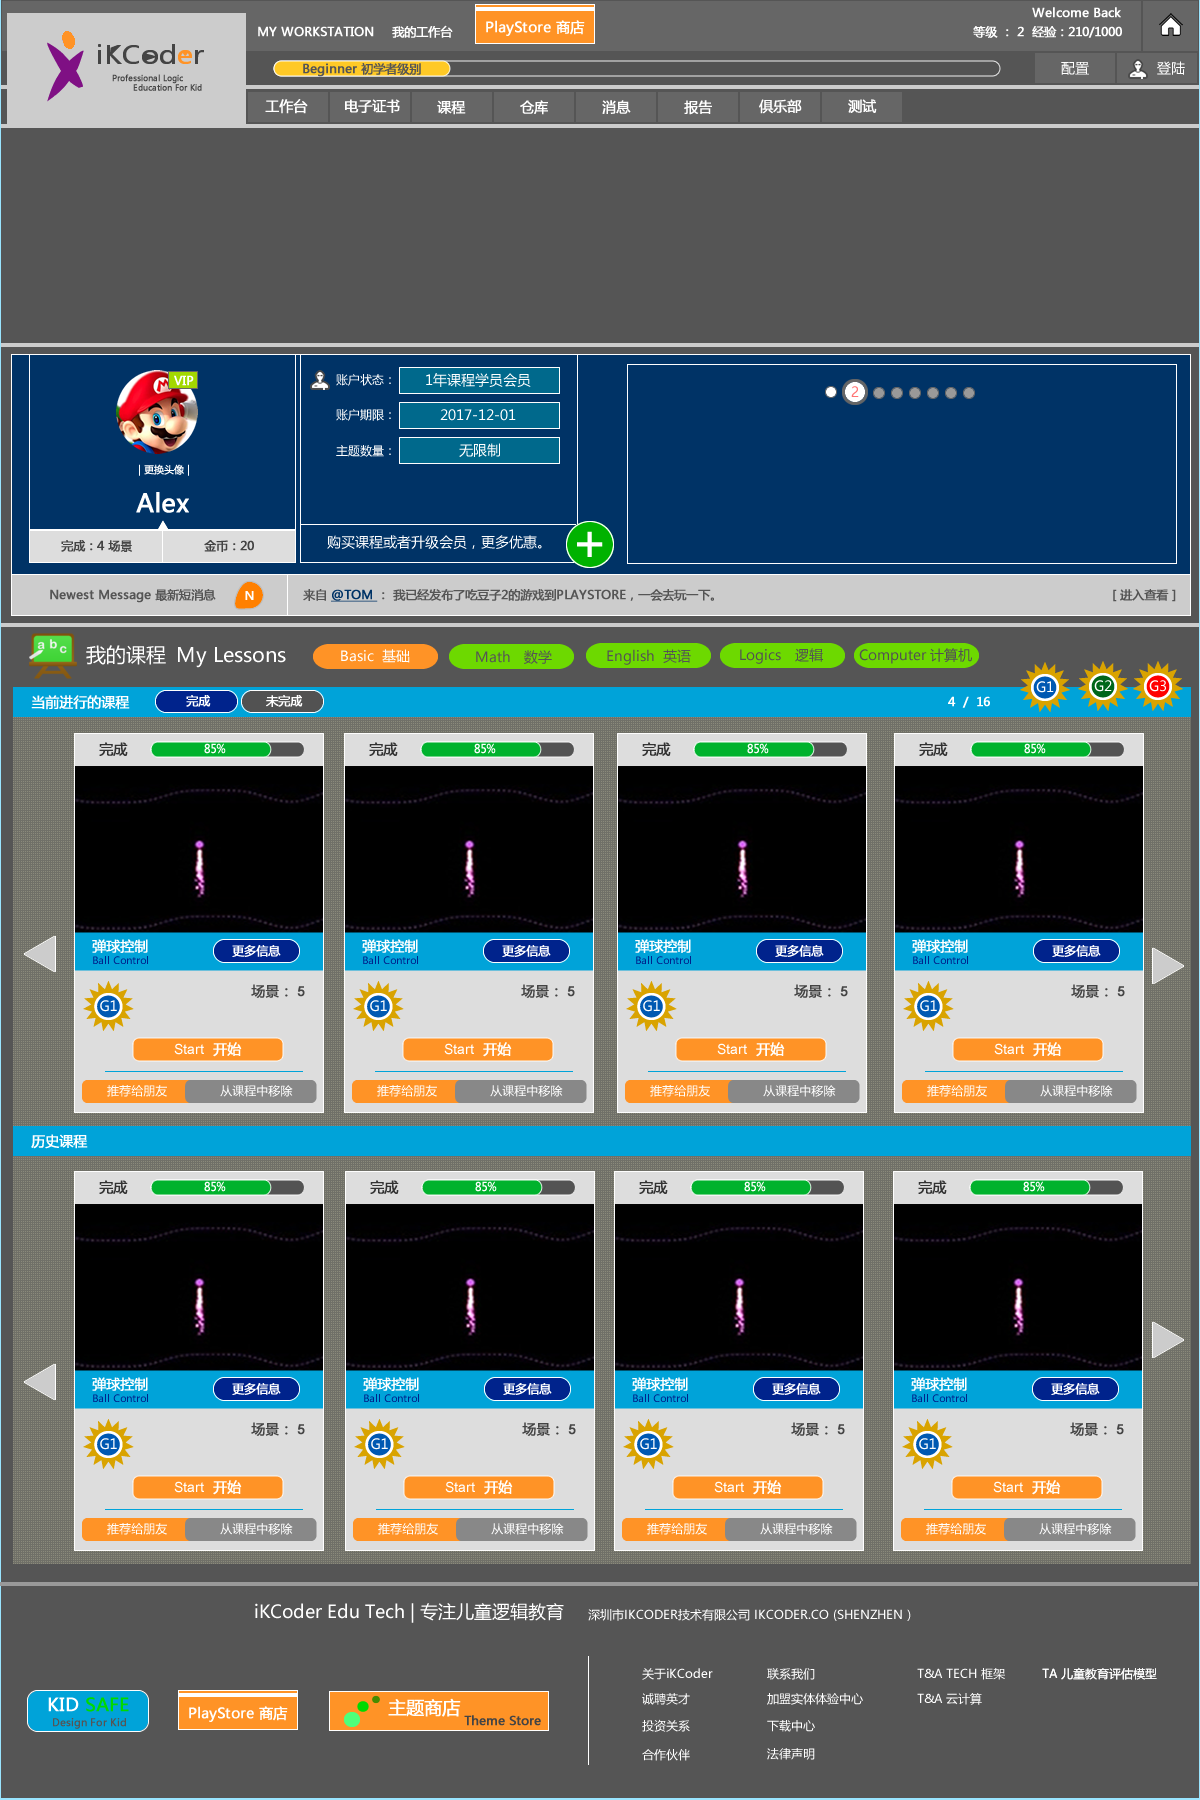 iKCoder
Professional Logic
Education For Kid
MY WORKSTATION 我的工作台
PlayStore 商店
Welcome Back
等级 : 2 经验 : 210/1000
Beginner 初学者级别
配置
登陆
工作台
电子证书
课程
仓库
消息
报告
俱乐部
测试
VIP
| 更换头像 |
Alex
完成 : 4 场景
金币 : 20
账户状态 : 1年课程学员会员
账户期限 : 2017-12-01
主题数量 : 无限制
购买课程或者升级会员，更多优惠。
2
Newest Message 最新短消息
N
来自 @TOM : 我已经发布了吃豆子2的游戏到PLAYSTORE，一会去玩一下。
[ 进入查看 ]
a b c
我的课程 My Lessons
Basic 基础
Math 数学
English 英语
Logics 逻辑
Computer 计算机
当前进行的课程
完成
未完成
4 / 16
G1
G2
G3
完成 85%
完成 85%
完成 85%
完成 85%
弹球控制
Ball Control
更多信息
弹球控制
Ball Control
更多信息
弹球控制
Ball Control
更多信息
弹球控制
Ball Control
更多信息
G1
场景 : 5
G1
场景 : 5
G1
场景 : 5
G1
场景 : 5
Start 开始
Start 开始
Start 开始
Start 开始
推荐给朋友
从课程中移除
推荐给朋友
从课程中移除
推荐给朋友
从课程中移除
推荐给朋友
从课程中移除
历史课程
完成 85%
完成 85%
完成 85%
完成 85%
弹球控制
Ball Control
更多信息
弹球控制
Ball Control
更多信息
弹球控制
Ball Control
更多信息
弹球控制
Ball Control
更多信息
G1
场景 : 5
G1
场景 : 5
G1
场景 : 5
G1
场景 : 5
Start 开始
Start 开始
Start 开始
Start 开始
推荐给朋友
从课程中移除
推荐给朋友
从课程中移除
推荐给朋友
从课程中移除
推荐给朋友
从课程中移除
iKCoder Edu Tech | 专注儿童逻辑教育
深圳市IKCODER技术有限公司 IKCODER.CO (SHENZHEN )
KID SAFE
Design For Kid
PlayStore 商店
主题商店
Theme Store
关于iKCoder
诚聘英才
投资关系
合作伙伴
联系我们
加盟实体体验中心
下载中心
法律声明
T&A TECH 框架
T&A 云计算
TA 儿童教育评估模型